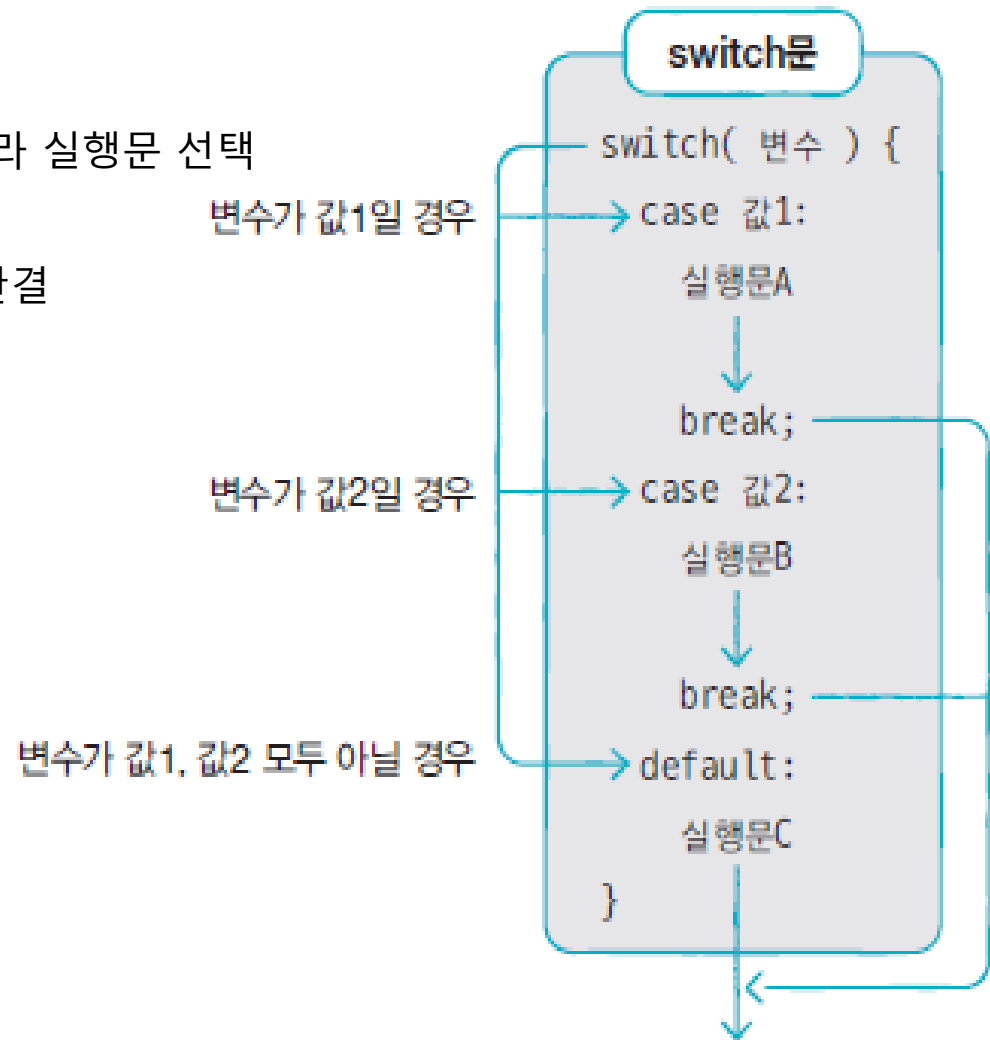 switch문
라 실행문 선택
switch( 변수 ) {
변수가 값1일 경우
case 값1:
실행문A
break;
변수가 값2일 경우
case 값2:
실행문B
break;
변수가 값1, 값2 모두 아닐 경우
default:
실행문C
}